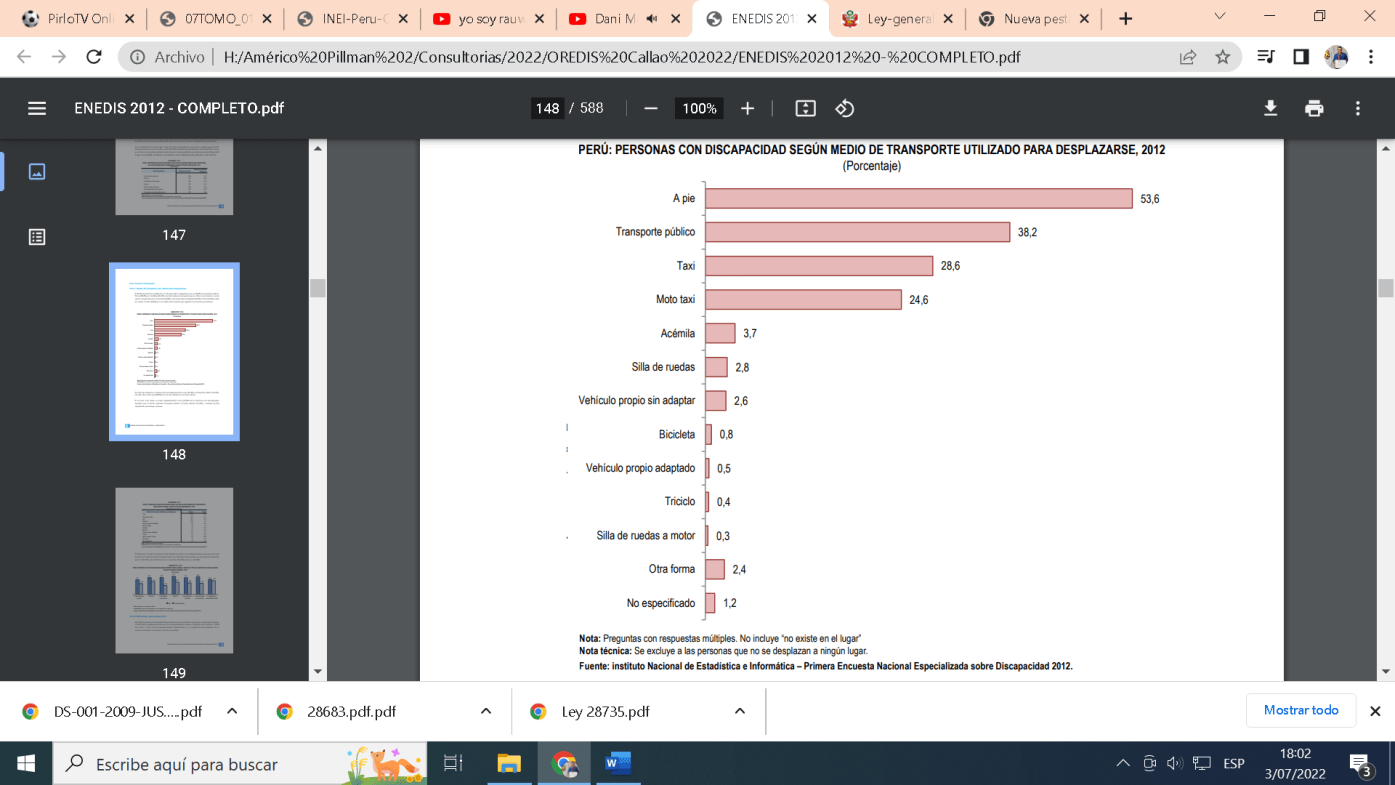 PirloTV Onli
07TOMO_01
INEI-Peru-C
yo soy rauw
Dani M
ENEDIS 201
Ley-general
Nueva pest
Archivo | H:/Américo%20Pillman%202/Consultorias/2022/OREDIS%20Callao%202022/ENEDIS%202012%20-%20COMPLETO.pdf
ENEDIS 2012 - COMPLETO.pdf
148 / 588
100%
147
148
149
PERÚ: PERSONAS CON DISCAPACIDAD SEGÚN MEDIO DE TRANSPORTE UTILIZADO PARA DESPLAZARSE, 2012
(Porcentaje)
A pie 53,6
Transporte público 38,2
Taxi 28,6
Moto taxi 24,6
Acémila 3,7
Silla de ruedas 2,8
Vehículo propio sin adaptar 2,6
Bicicleta 0,8
Vehículo propio adaptado 0,5
Triciclo 0,4
Silla de ruedas a motor 0,3
Otra forma 2,4
No especificado 1,2
Nota: Preguntas con respuestas múltiples. No incluye “no existe en el lugar”
Nota técnica: Se excluye a las personas que no se desplazan a ningún lugar.
Fuente: instituto Nacional de Estadística e Informática – Primera Encuesta Nacional Especializada sobre Discapacidad 2012.
DS-001-2009-JUS.....pdf
28683.pdf.pdf
Ley 28735.pdf
Mostrar todo
Escribe aquí para buscar
ESP
18:02
3/07/2022
3